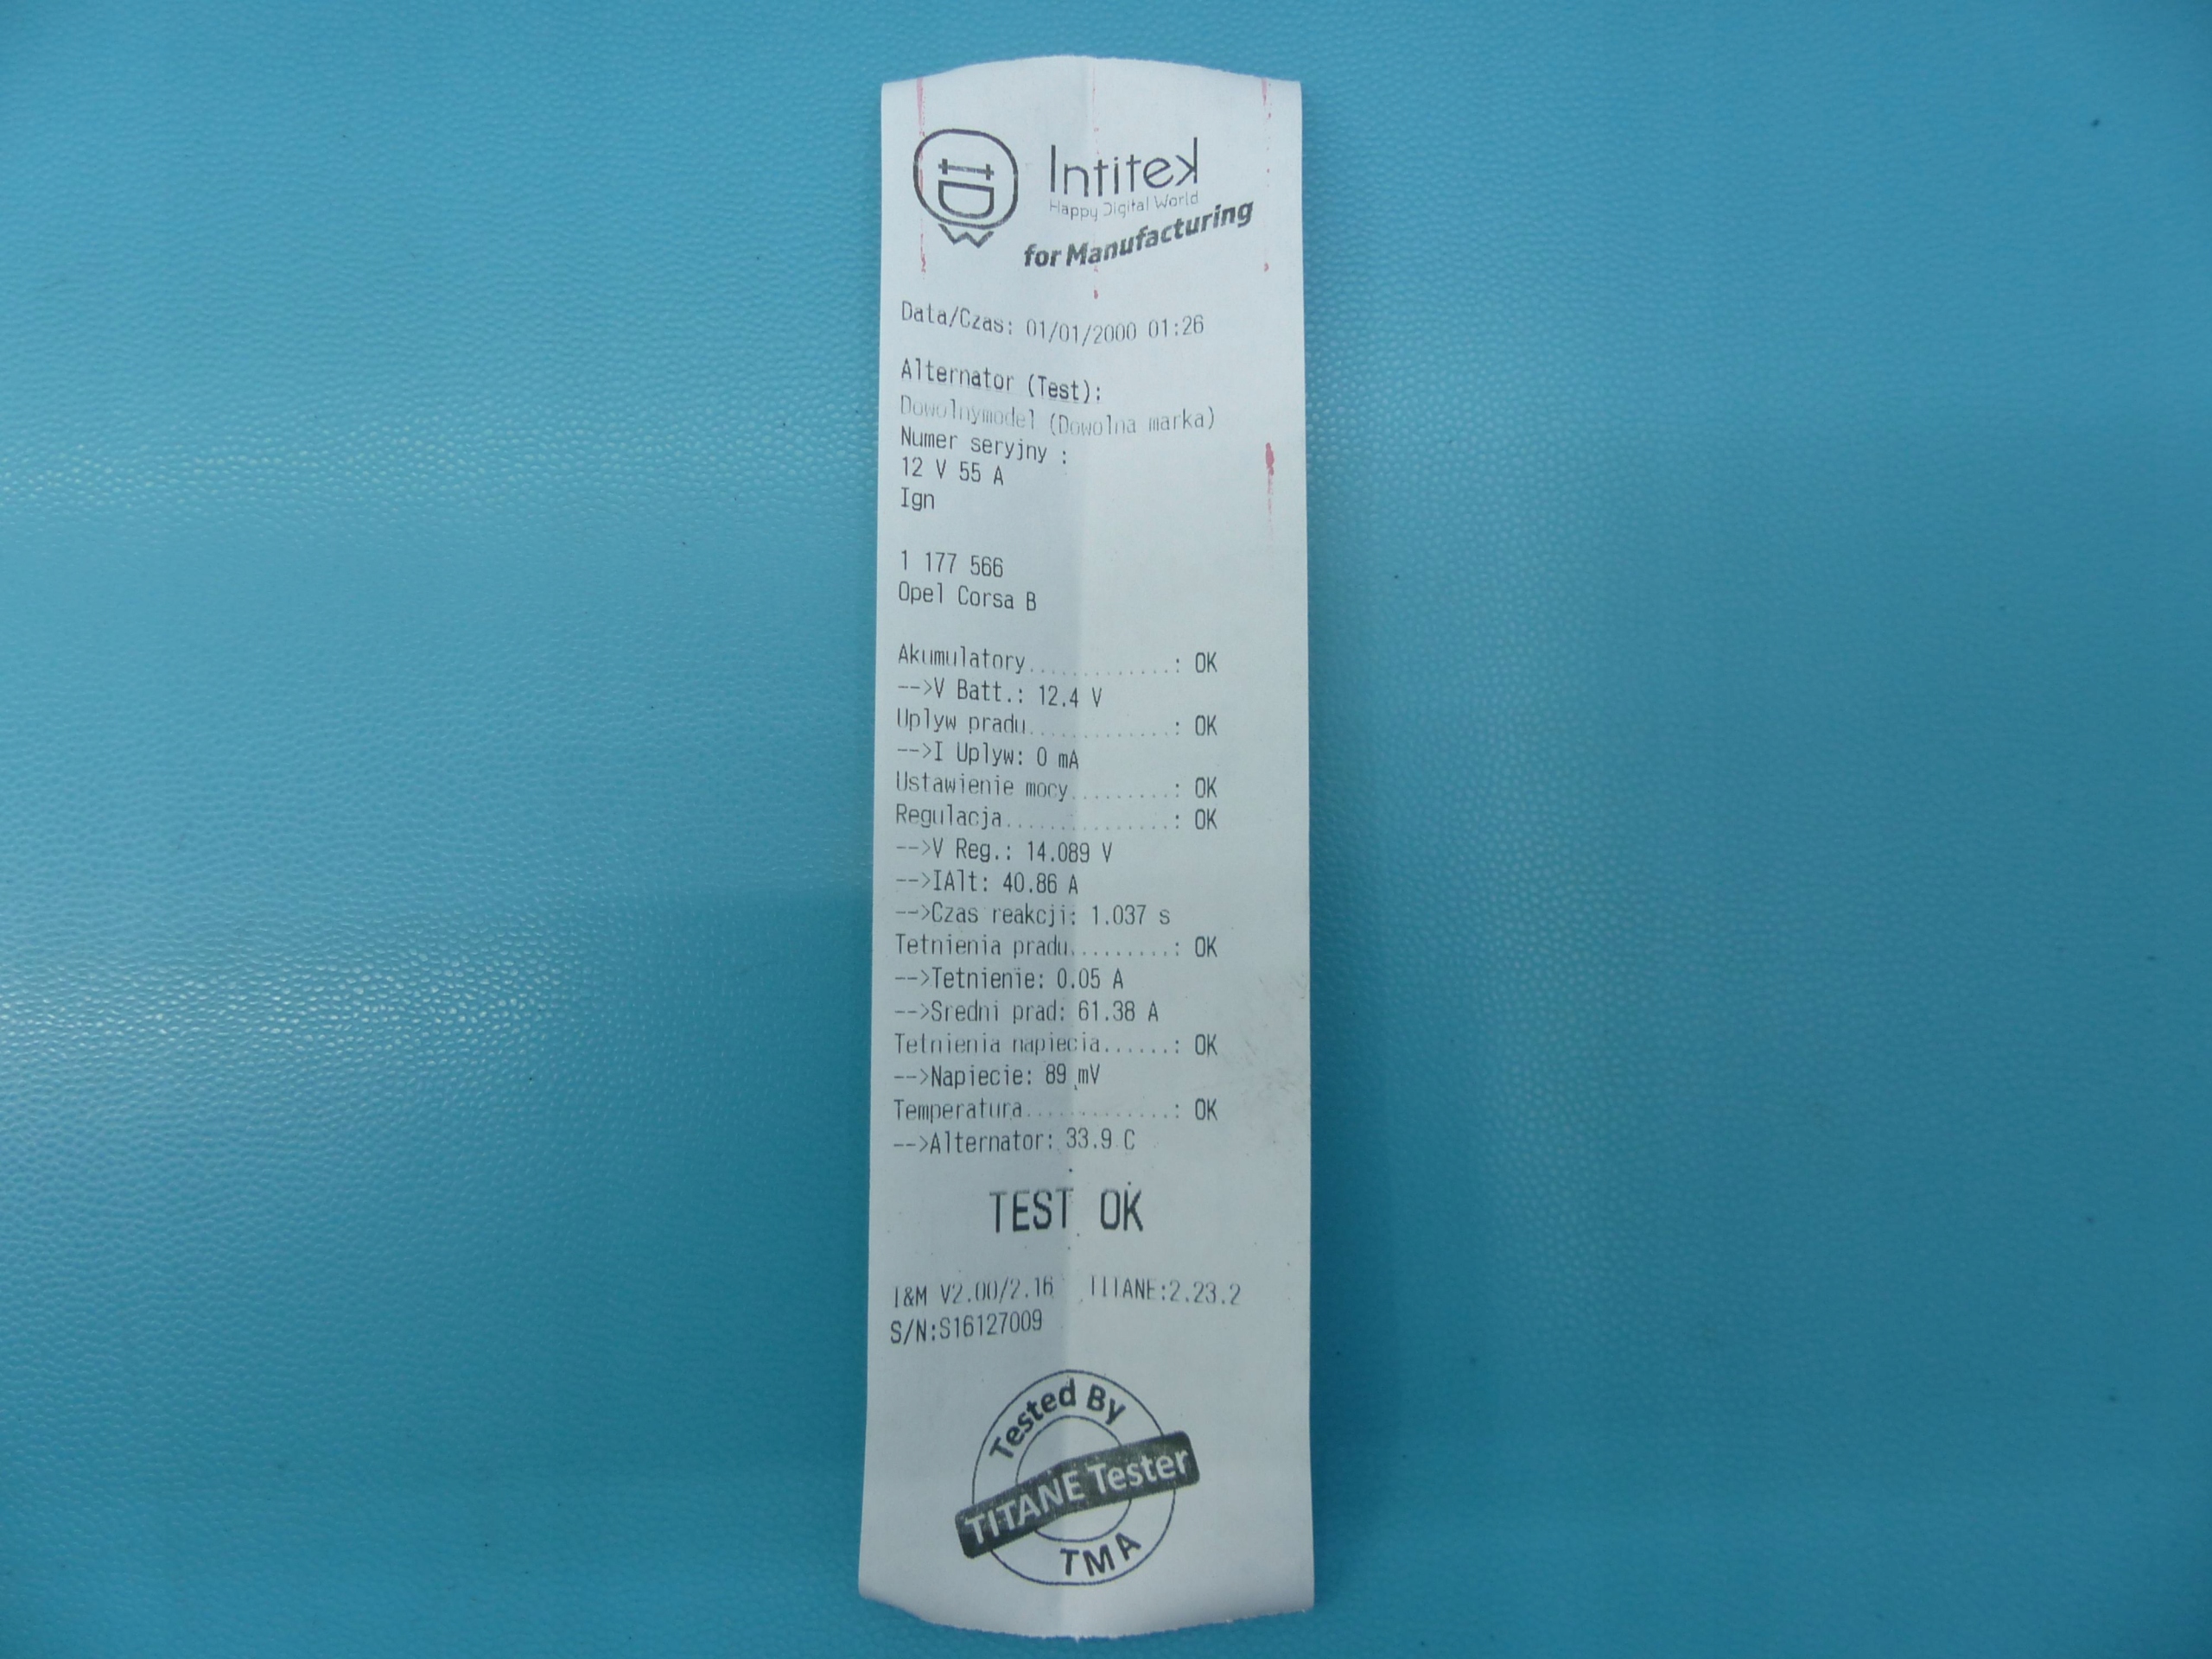 Intitek
Happy Digital World
for Manufacturing
Data/Czas: 01/01/2000 01:26
Alternator (Test):
Dowolnymodel (Dowolna marka)
Numer seryjny :
12 V 55 A
Ign
1 177 566
Opel Corsa B
Akumulatory.............: OK
-->V Batt.: 12.4 V
Uplyw pradu.............: OK
-->I Uplyw: 0 mA
Ustawienie mocy.........: OK
Regulacja...............: OK
-->V Reg.: 14.089 V
-->IAlt: 40.86 A
-->Czas reakcji: 1.037 s
Tetnienia pradu.........: OK
-->Tetnienie: 0.05 A
-->Sredni prad: 61.38 A
Tetnienia napiecia......: OK
-->Napiecie: 89 mV
Temperatura.............: OK
-->Alternator: 33.9 C
TEST OK
I&M V2.00/2.16 TITANE:2.23.2
S/N:S16127009
Tested By
TITANE Tester
TMA